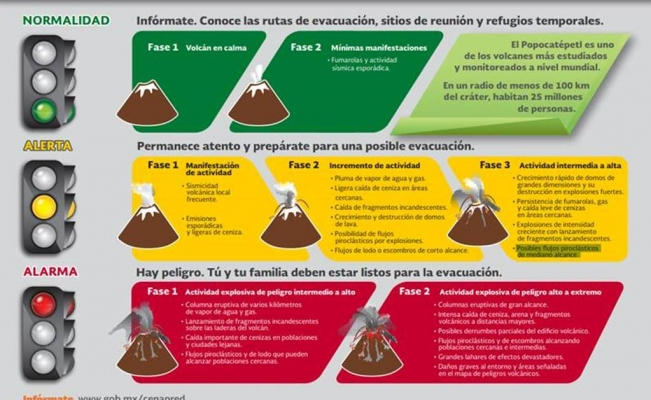 NORMALIDAD
Infórmate. Conoce las rutas de evacuación, sitios de reunión y refugios temporales.
Fase 1 Volcán en calma
Fase 2 Mínimas manifestaciones
• Fumarolas y actividad
sísmica esporádica.
El Popocatépetl es uno
de los volcanes más estudiados
y monitoreados a nivel mundial.
En un radio de menos de 100 km
del cráter, habitan 25 millones
de personas.
ALERTA
Permanece atento y prepárate para una posible evacuación.
Fase 1 Manifestación
de actividad
• Sismicidad
volcánica local
frecuente.
• Emisiones
esporádicas
y ligeras de ceniza.
Fase 2 Incremento de actividad
• Pluma de vapor de agua y gas.
• Ligera caída de ceniza en áreas
cercanas.
• Caída de fragmentos incandescentes.
• Crecimiento y destrucción de domos
de lava.
• Posibilidad de flujos
piroclásticos por explosiones.
• Flujos de lodo o escombros de corto alcance.
Fase 3 Actividad intermedia a alta
• Crecimiento rápido de domos de
grandes dimensiones y su
destrucción en explosiones fuertes.
• Persistencia de fumarolas, gas
y caída leve de ceniza
en áreas cercanas.
• Explosiones de intensidad
creciente con lanzamiento
de fragmentos incandescentes.
• Posibles flujos piroclásticos
de mediano alcance.
ALARMA
Hay peligro. Tú y tu familia deben estar listos para la evacuación.
Fase 1 Actividad explosiva de peligro intermedio a alto
• Columna eruptiva de varios kilómetros
de vapor de agua y gas.
• Lanzamiento de fragmentos incandescentes
sobre las laderas del volcán.
• Caída importante de cenizas en poblaciones
y ciudades lejanas.
• Flujos piroclásticos y de lodo que pueden
alcanzar poblaciones cercanas.
Fase 2 Actividad explosiva de peligro alto a extremo
• Columnas eruptivas de gran alcance.
• Intensa caída de ceniza, arena y fragmentos
volcánicos a distancias mayores.
• Posibles derrumbes parciales del edificio volcánico.
• Flujos piroclásticos y de escombros alcanzando
poblaciones cercanas e intermedias.
• Grandes lahares de efectos devastadores.
• Daños graves al entorno y áreas señaladas
en el mapa de peligros volcánicos.
Infórmate www.gob.mx/cenapred